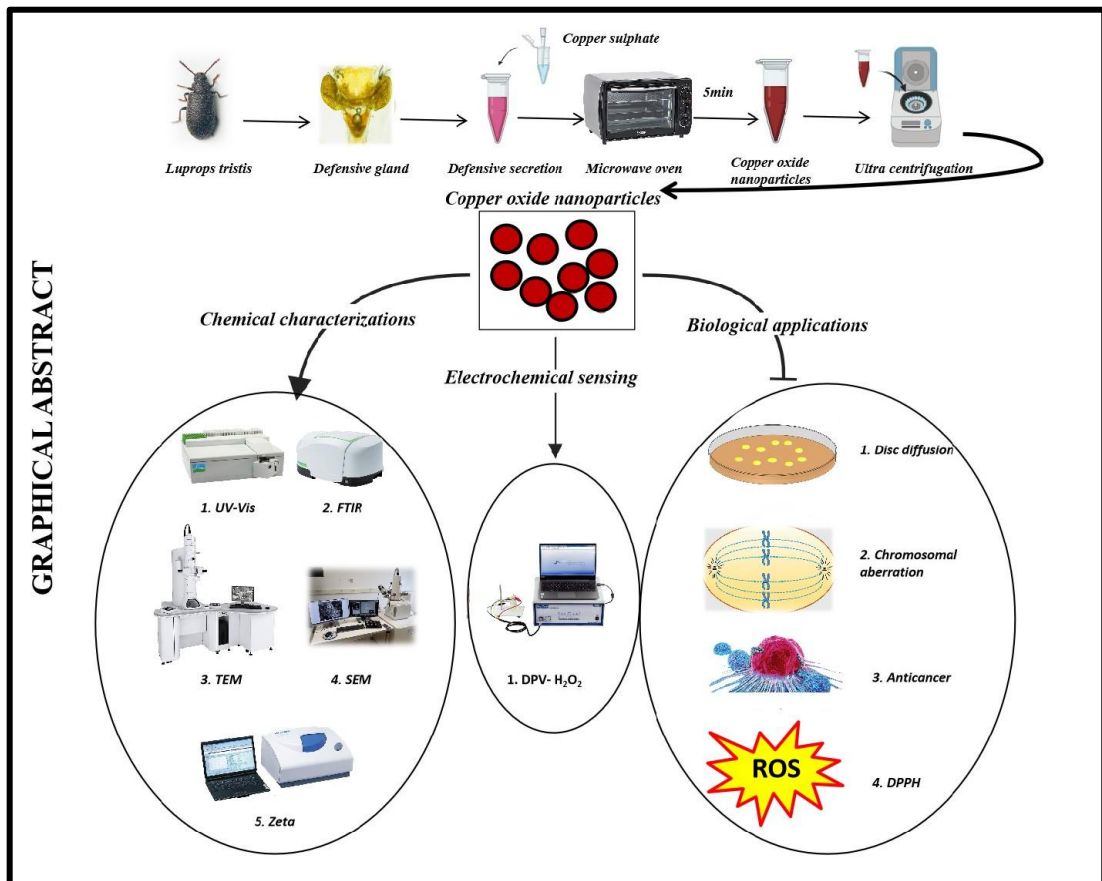 GRAPHICAL ABSTRACT
Copper sulphate
5min
Luprops tristis
Defensive gland
Defensive secretion
Microwave oven
Copper oxide
nanoparticles
Ultra centrifugation
Copper oxide nanoparticles
Chemical characterizations
Electrochemical sensing
Biological applications
1. UV-Vis
2. FTIR
3. TEM
4. SEM
5. Zeta
1. DPV- H₂O₂
1. Disc diffusion
2. Chromosomal
aberration
3. Anticancer
ROS
4. DPPH